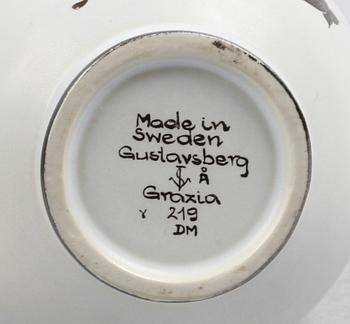 Made in
Sweden
Gustavsberg
Å
Grazia
γ 219
DM